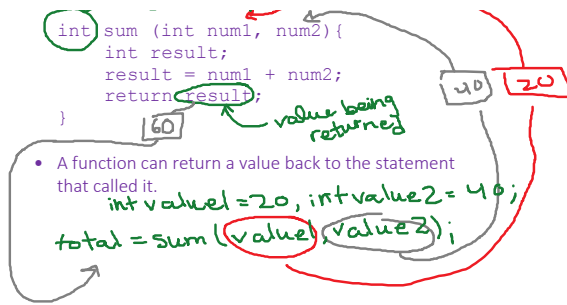 int sum (int num1, num2){
int result;
result = num1 + num2;
return result;
}
40
20
60
value being
returned
• A function can return a value back to the statement
that called it.
int value1=20, int value2=40;
total=sum(value1,value2);